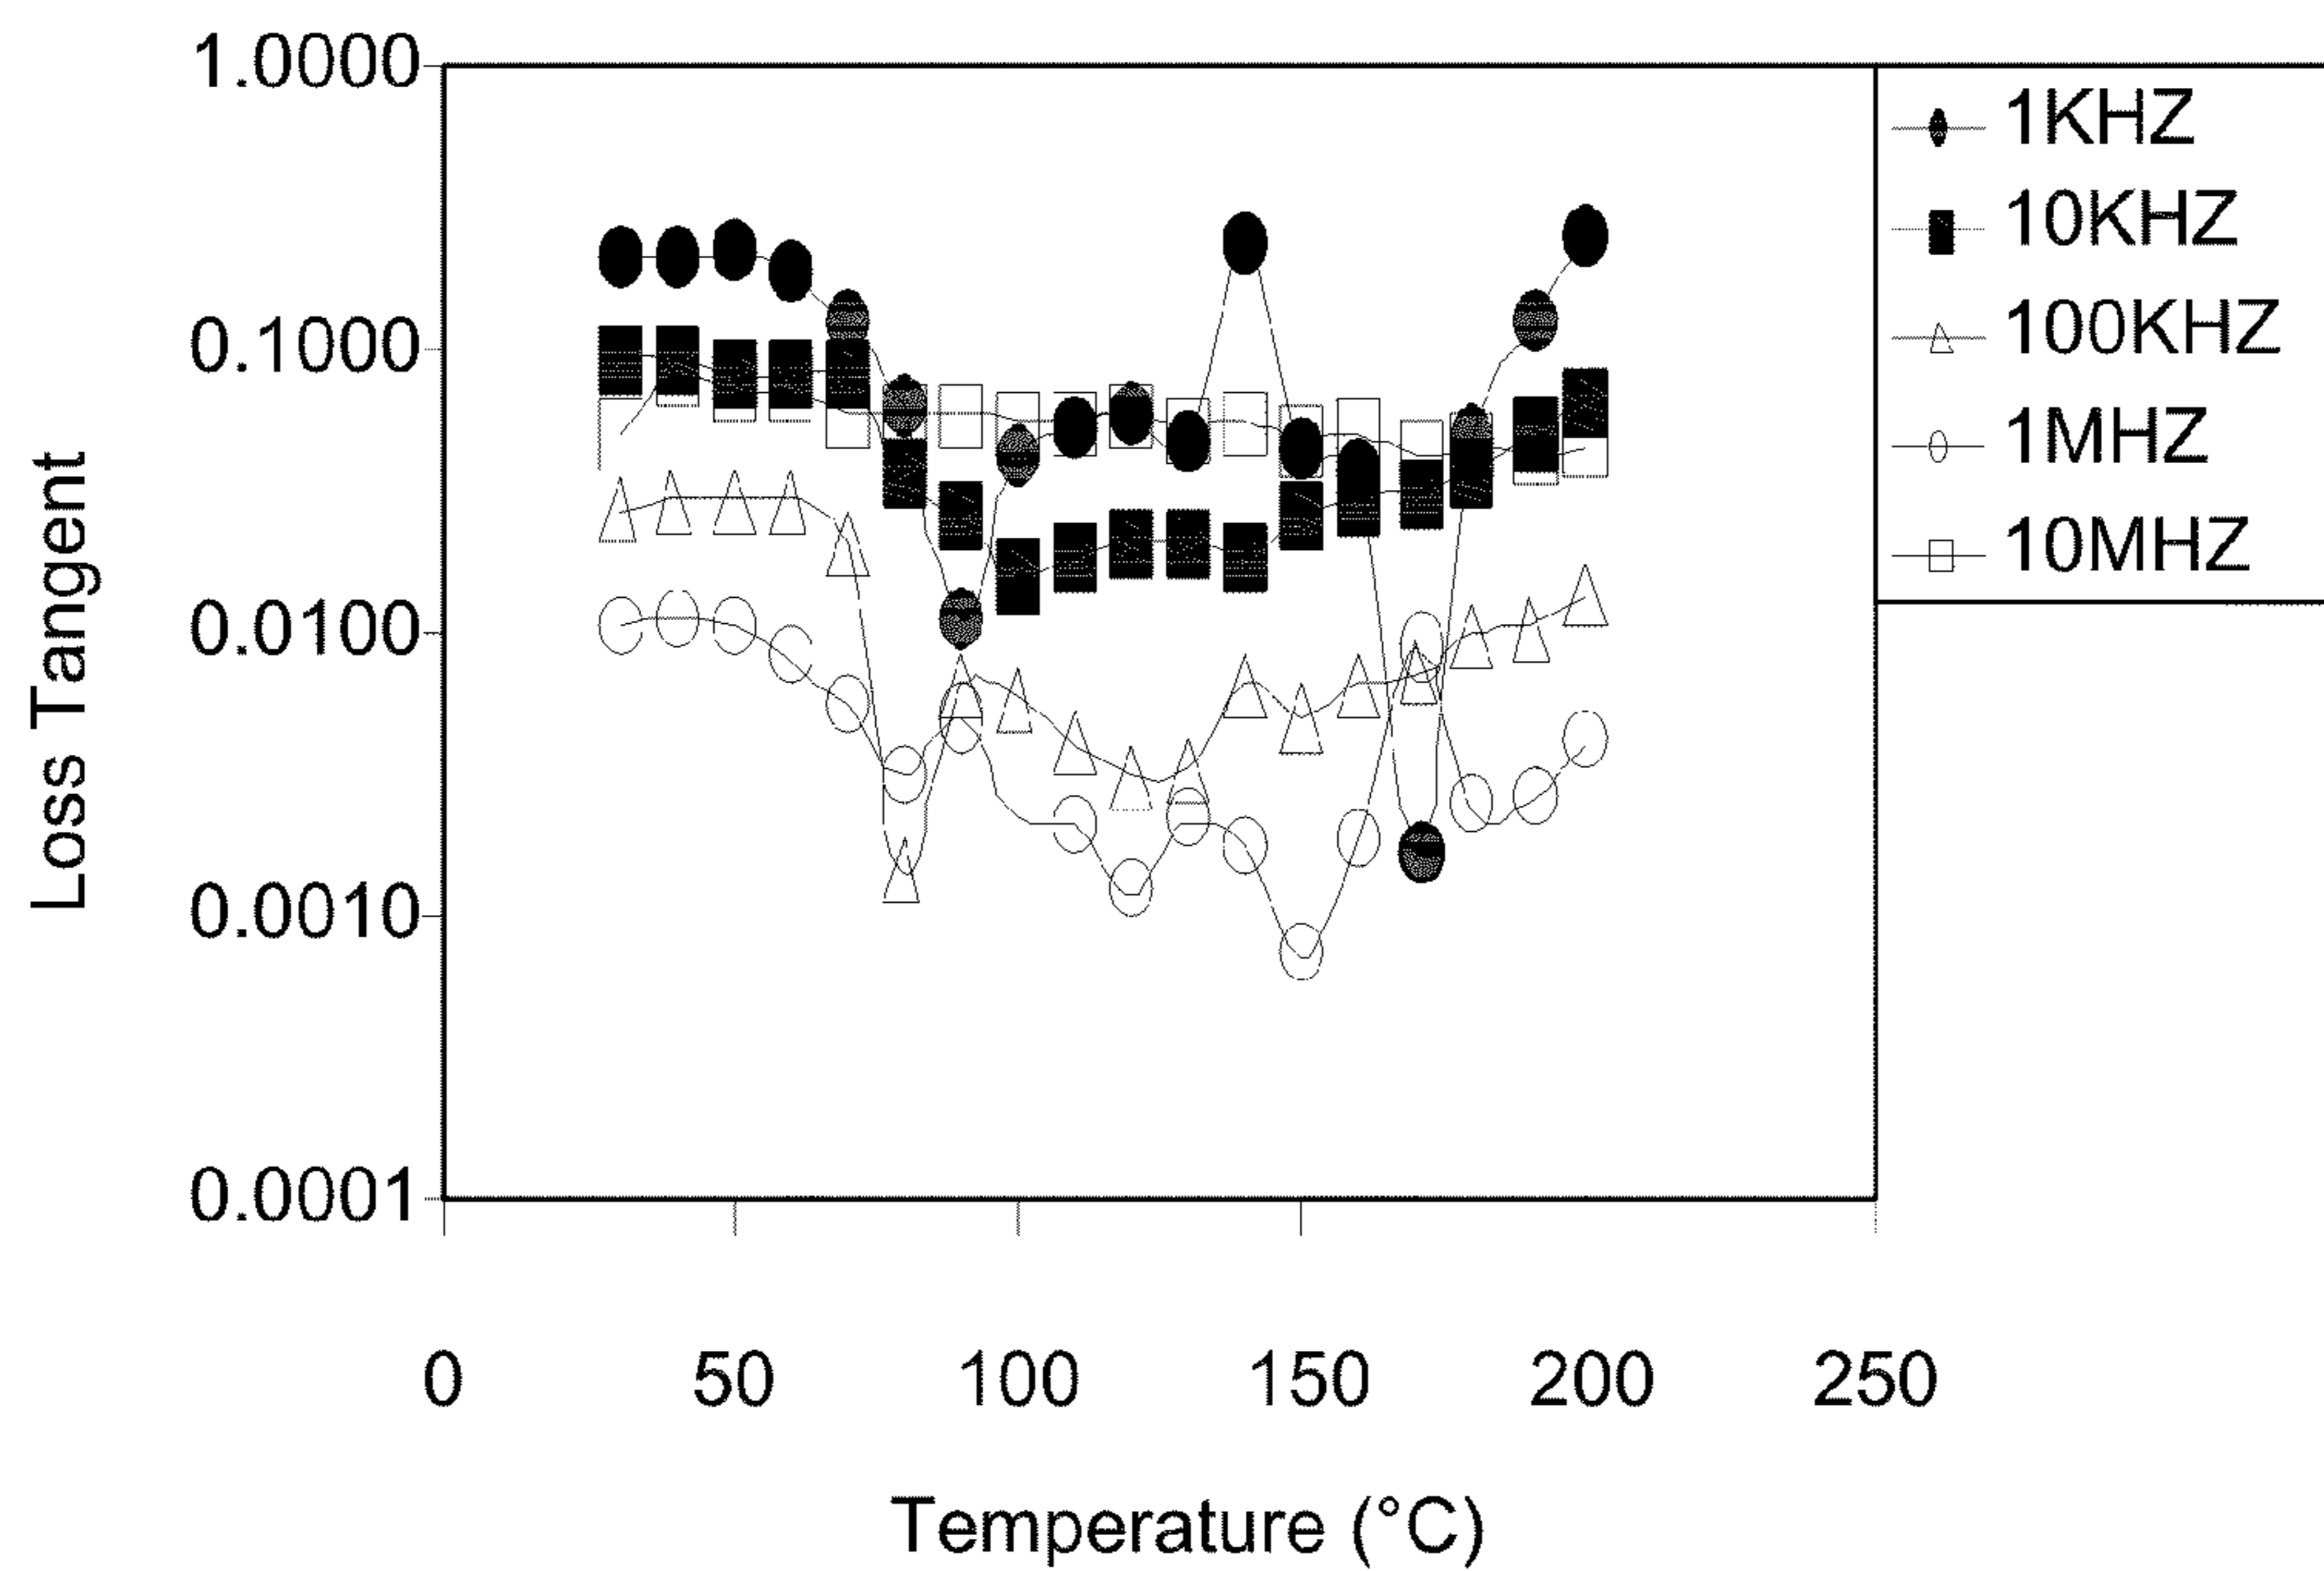 Loss Tangent
1.0000
0.1000
0.0100
0.0010
0.0001
0 50 100 150 200 250
Temperature (°C)
1KHZ
10KHZ
100KHZ
1MHZ
10MHZ